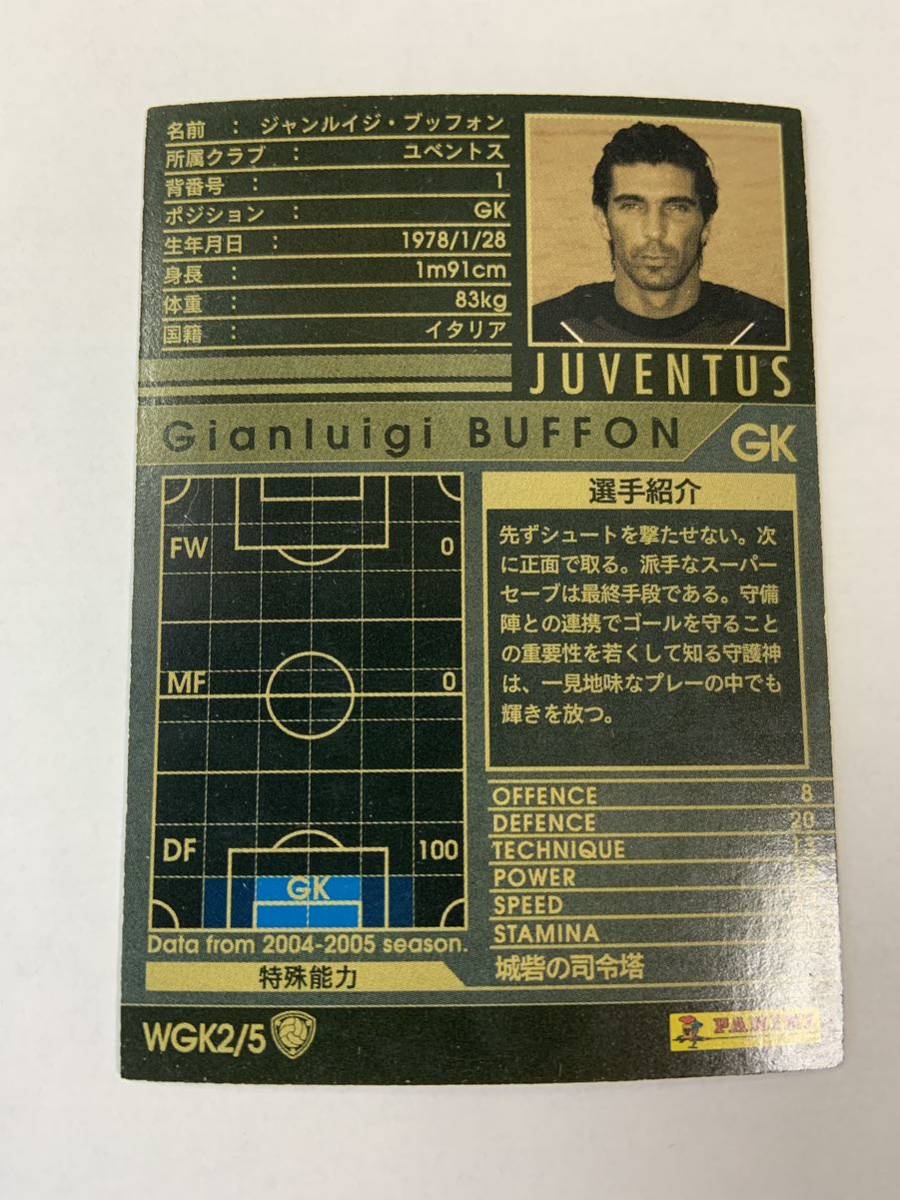 名前 : ジャンルイジ・ブッフォン
所属クラブ : ユベントス
背番号 : 1
ポジション : GK
生年月日 : 1978/1/28
身長 : 1m91cm
体重 : 83kg
国籍 : イタリア
JUVENTUS
Gianluigi BUFFON
GK
FW 0
MF 0
DF 100
GK
Data from 2004-2005 season.
選手紹介
先ずシュートを撃たせない。次
に正面で取る。派手なスーパー
セーブは最終手段である。守備
陣との連携でゴールを守ること
の重要性を若くして知る守護神
は、一見地味なプレーの中でも
輝きを放つ。
OFFENCE 8
DEFENCE 20
TECHNIQUE
POWER
SPEED
STAMINA
特殊能力
城砦の司令塔
WGK2/5
PANINI